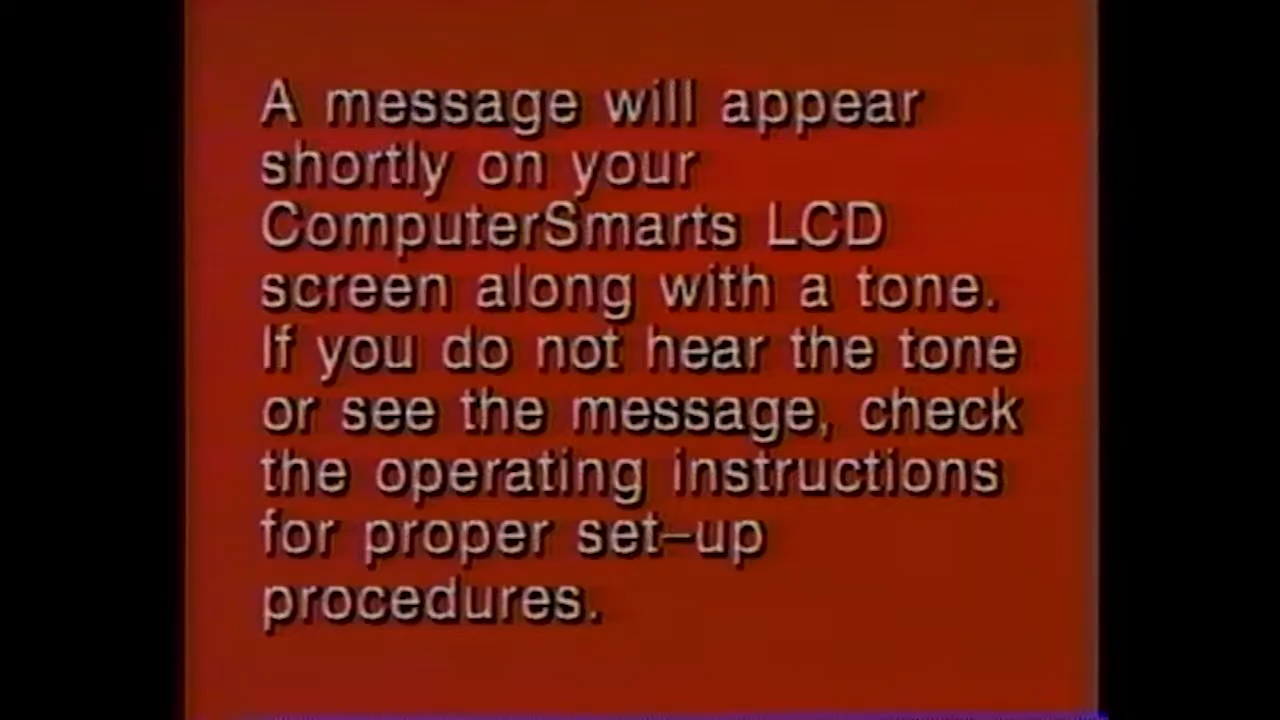 A message will appear
shortly on your
ComputerSmarts LCD
screen along with a tone.
If you do not hear the tone
or see the message, check
the operating instructions
for proper set-up
procedures.